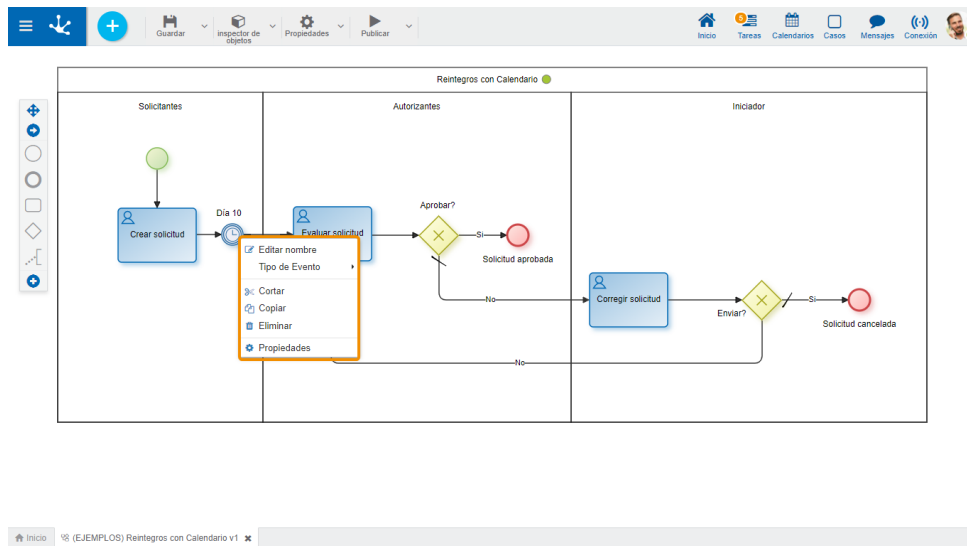 Guardar
inspector de
objetos
Propiedades
Publicar
Inicio
5
Tareas
Calendarios
Casos
Mensajes
Conexión
Reintegros con Calendario
Solicitantes
Autorizantes
Iniciador
Crear solicitud
Día 10
Evaluar solicitud
Aprobar?
Si
Solicitud aprobada
No
Corregir solicitud
Enviar?
Si
Solicitud cancelada
No
Editar nombre
Tipo de Evento
Cortar
Copiar
Eliminar
Propiedades
Inicio
(EJEMPLOS) Reintegros con Calendario v1